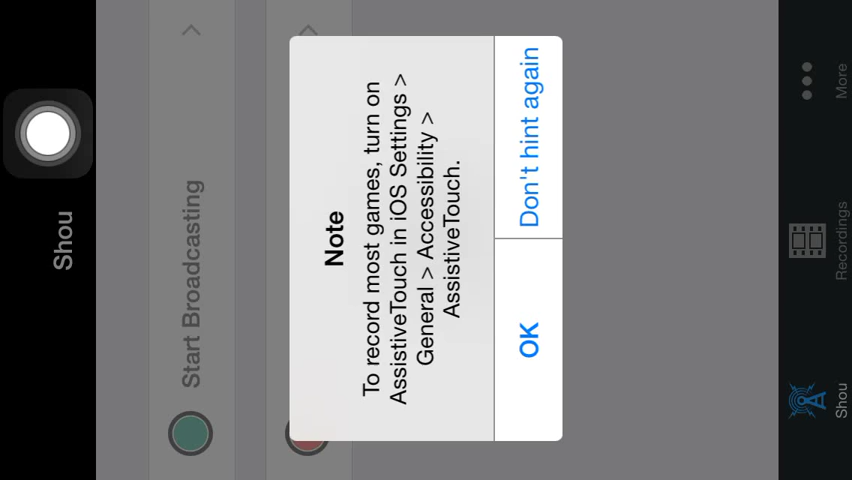 Shou
Start Broadcasting
Note
To record most games, turn on
AssistiveTouch in iOS Settings >
General > Accessibility >
AssistiveTouch.
OK
Don't hint again
Shou
Recordings
More